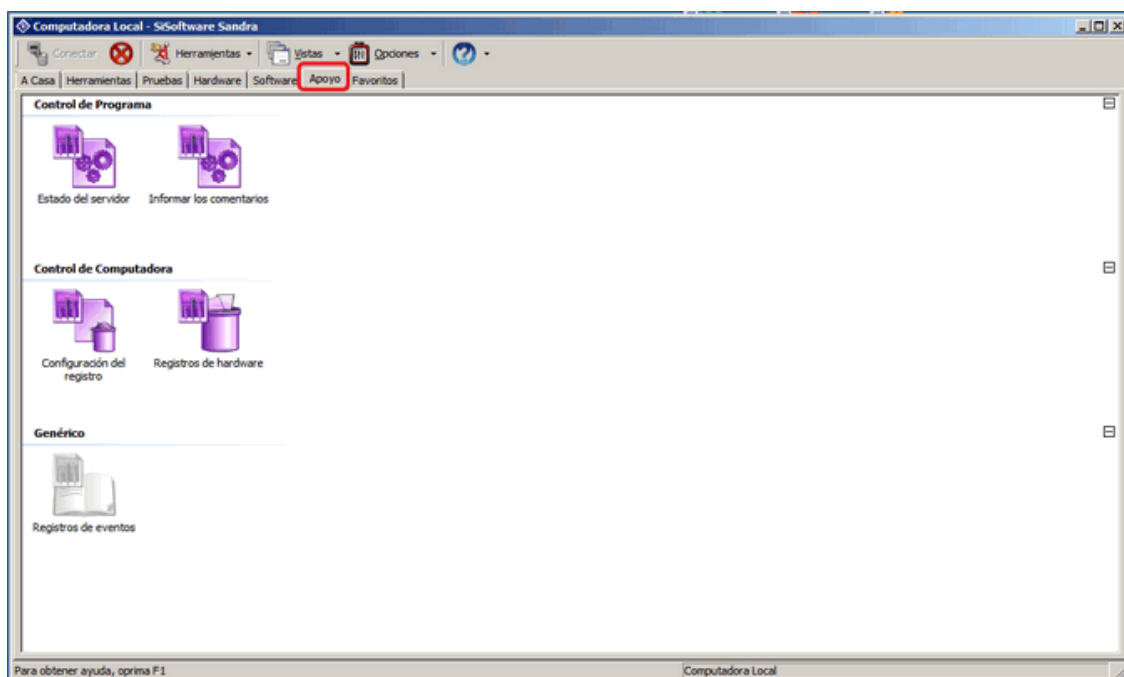 Computadora Local - SiSoftware Sandra
Conectar Herramientas Vistas Opciones
A Casa Herramientas Pruebas Hardware Software Apoyo Favoritos
Control de Programa
Estado del servidor Informar los comentarios
Control de Computadora
Configuración del registro Registros de hardware
Genérico
Registros de eventos
Para obtener ayuda, oprima F1 Computadora Local